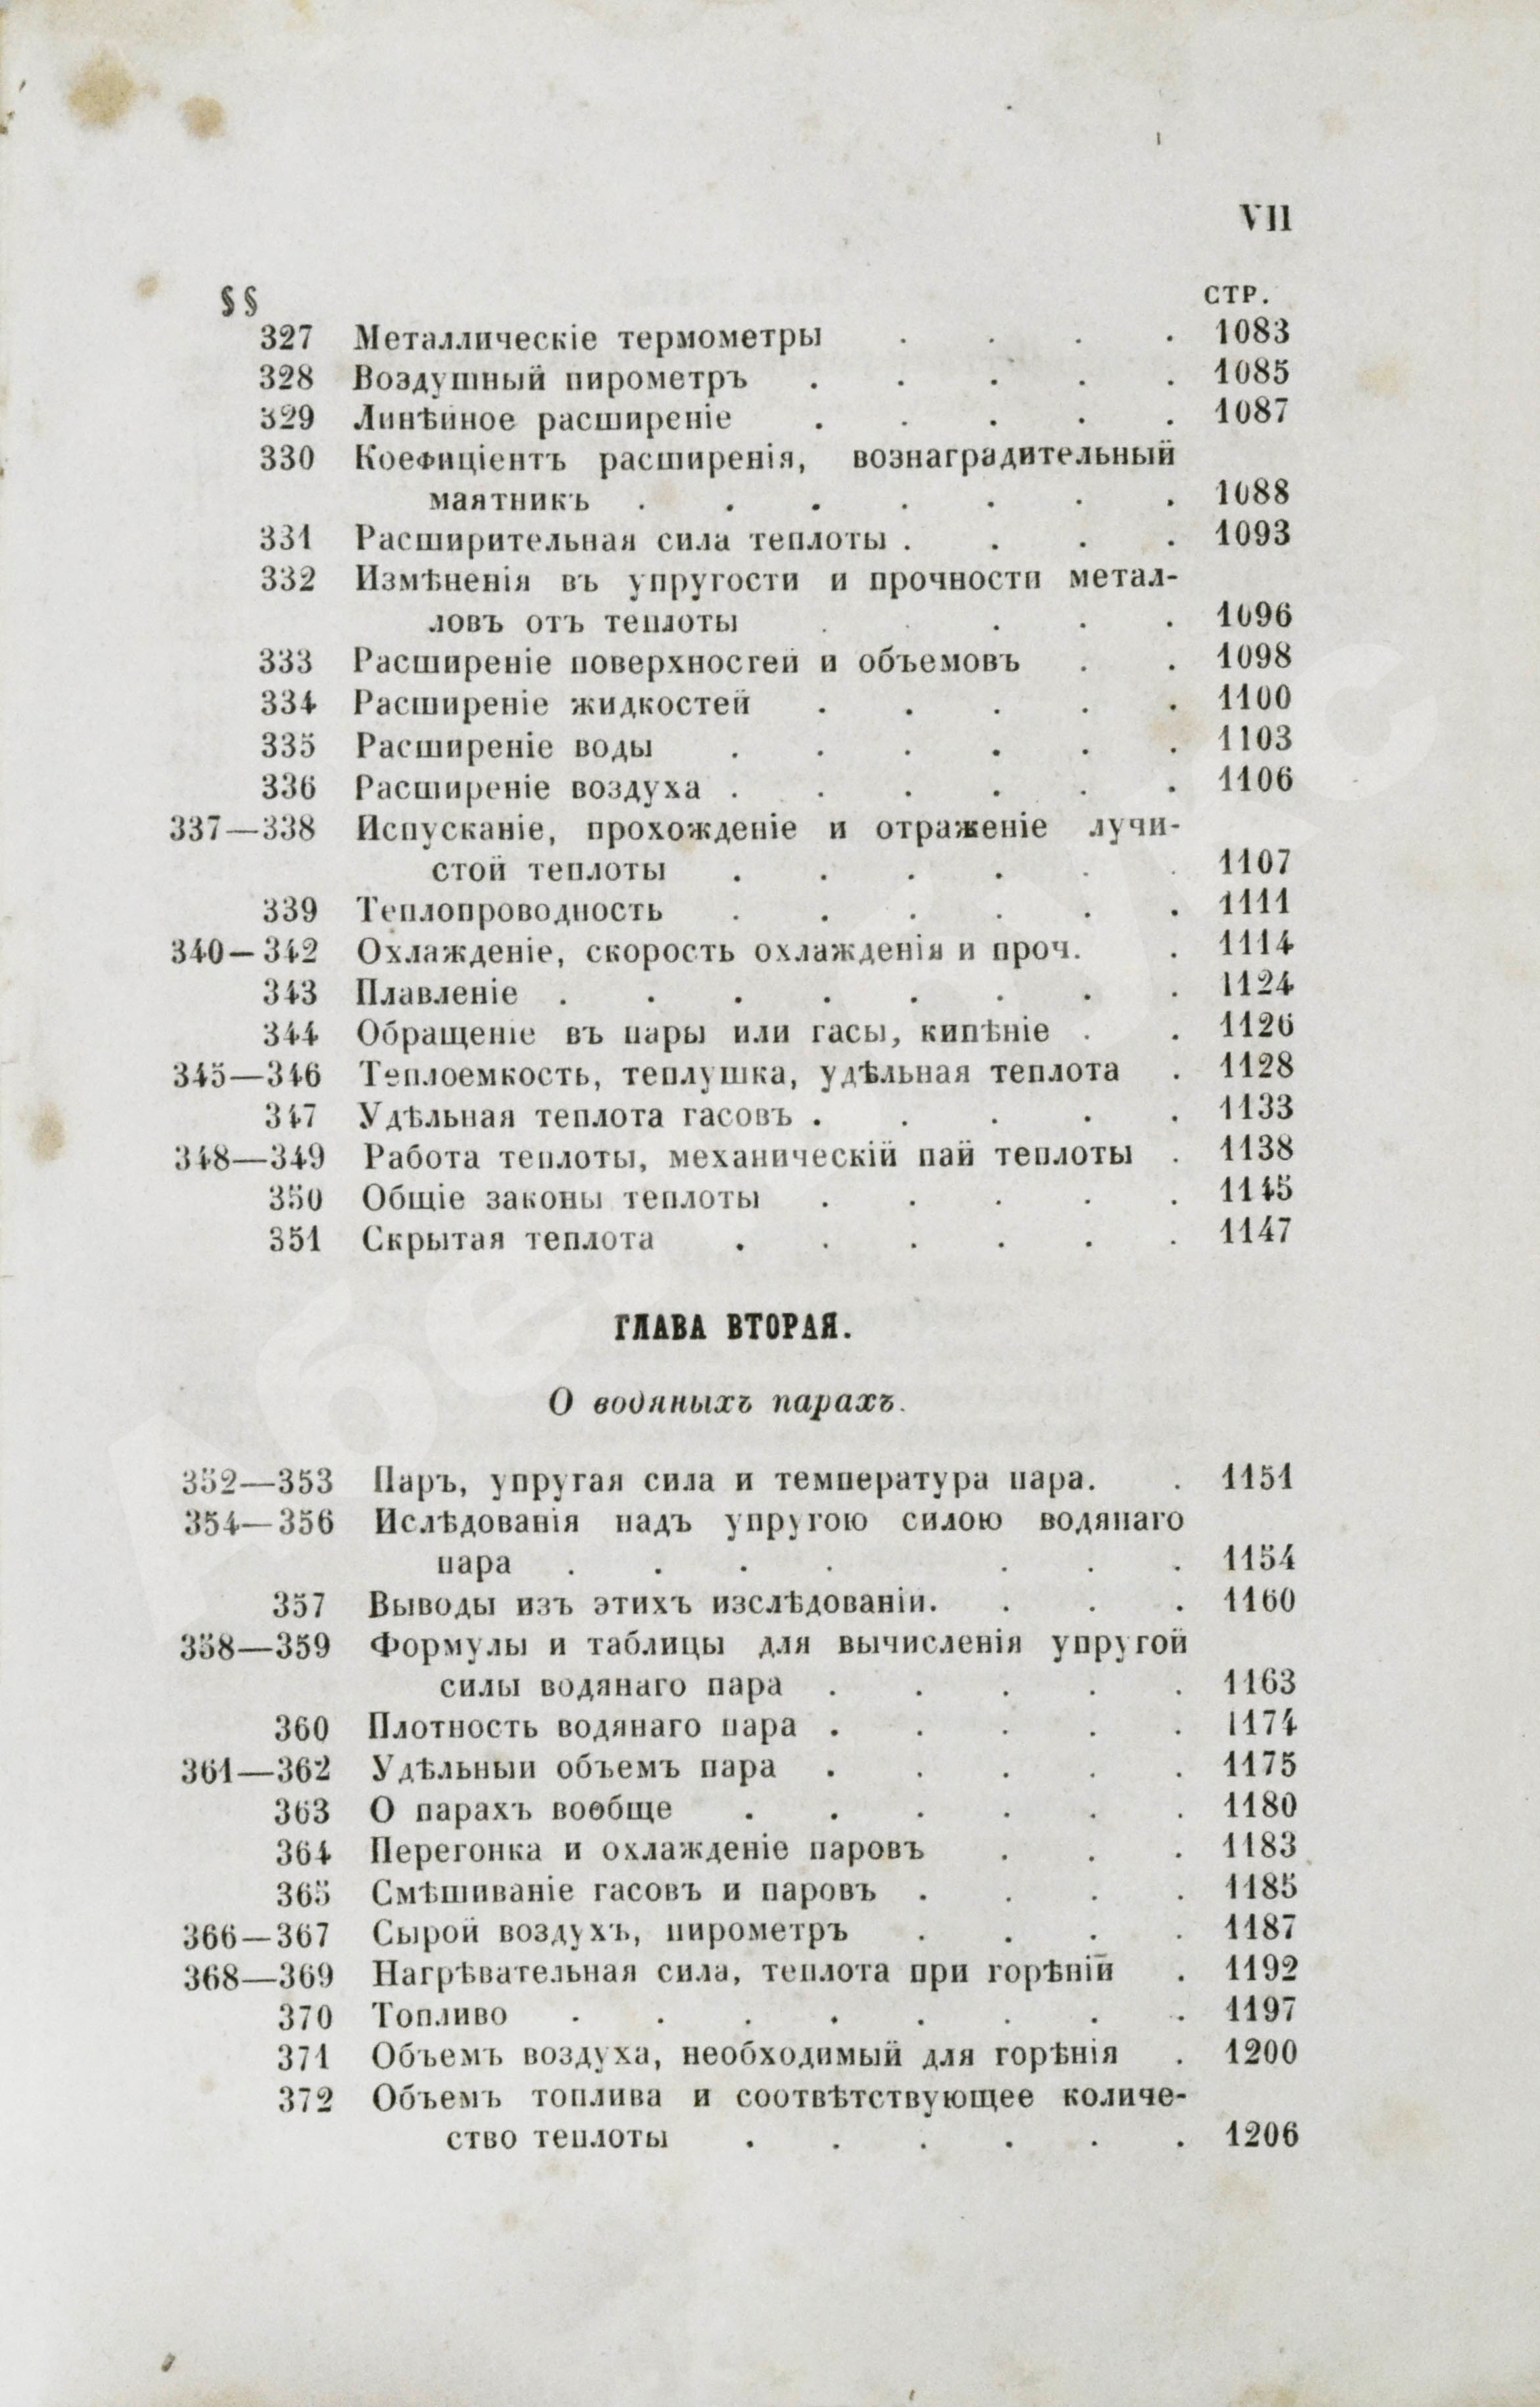 VII
§§ СТР.
327 Металлическіе термометры . . . . 1083
328 Воздушный пирометръ . . . . . 1085
329 Линѣйное расширеніе . . . . . 1087
330 Коефиціентъ расширенія, вознаградительный
маятникъ . . . . . . . 1088
331 Расширительная сила теплоты . . . . 1093
332 Измѣненія въ упругости и прочности метал-
ловъ отъ теплоты . . . . . 1096
333 Расширеніе поверхностей и объемовъ . . 1098
334 Расширеніе жидкостей . . . . . 1100
335 Расширеніе воды . . . . . . 1103
336 Расширеніе воздуха . . . . . . 1106
337—338 Испусканіе, прохожденіе и отраженіе лучи-
стой теплоты . . . . . . 1107
339 Теплопроводность . . . . . . 1111
340—342 Охлажденіе, скорость охлажденія и проч. . 1114
343 Плавленіе . . . . . . . . 1124
344 Обращеніе въ пары или гасы, кипѣніе . . 1126
345—346 Теплоемкость, теплушка, удѣльная теплота . 1128
347 Удѣльная теплота гасовъ . . . . . 1133
348—349 Работа теплоты, механическій пай теплоты . 1138
350 Общіе законы теплоты . . . . . 1145
351 Скрытая теплота . . . . . . 1147
ГЛАВА ВТОРАЯ.
О водяныхъ парахъ.
352—353 Паръ, упругая сила и температура пара. . 1151
354—356 Ислѣдованія надъ упругою силою водянаго
пара . . . . . . . 1154
357 Выводы изъ этихъ изслѣдованій. . . . 1160
358—359 Формулы и таблицы для вычисленія упругой
силы водянаго пара . . . . . 1163
360 Плотность водянаго пара . . . . . 1174
361—362 Удѣльный объемъ пара . . . . . 1175
363 О парахъ вообще . . . . . . 1180
364 Перегонка и охлажденіе паровъ . . . 1183
365 Смѣшиваніе гасовъ и паровъ . . . . 1185
366—367 Сырой воздухъ, пирометръ . . . . 1187
368—369 Нагрѣвательная сила, теплота при горѣніи . 1192
370 Топливо . . . . . . . . 1197
371 Объемъ воздуха, необходимый для горѣнія . 1200
372 Объемъ топлива и соотвѣтствующее количе-
ство теплоты . . . . . . 1206